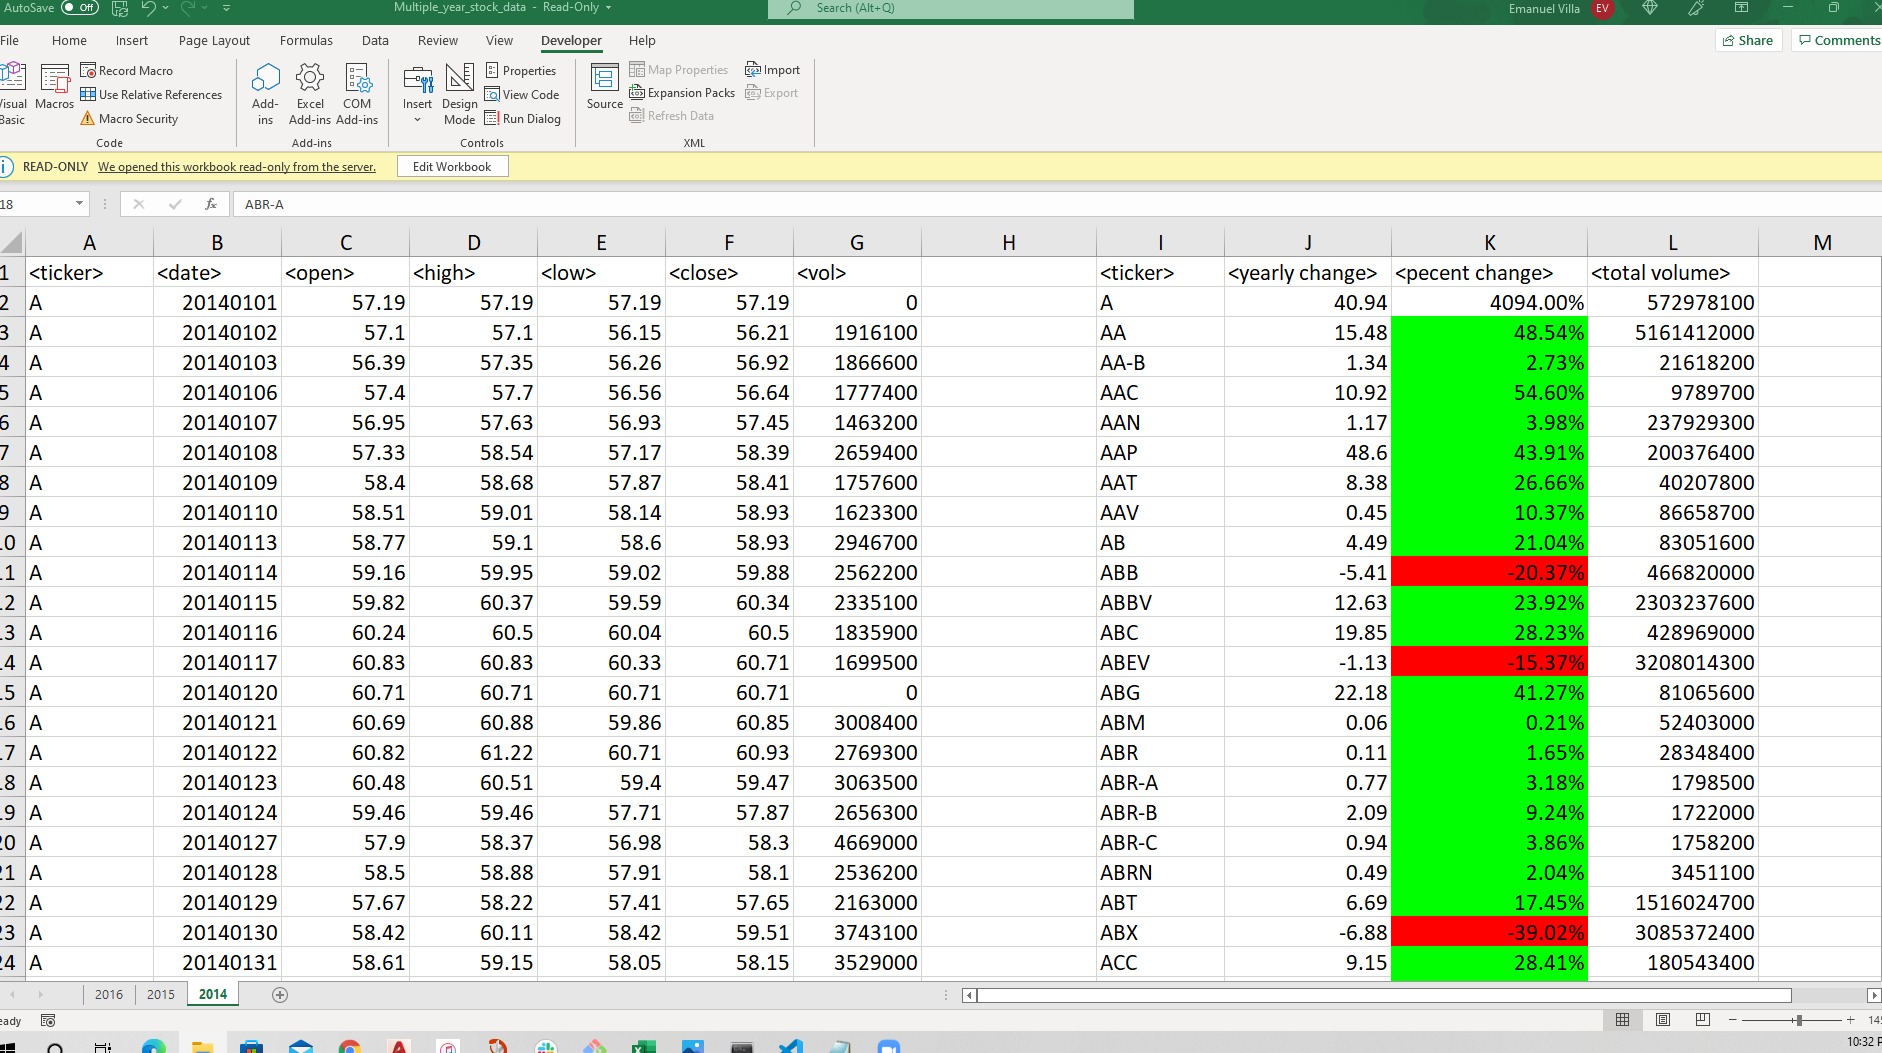 AutoSave Off Multiple_year_stock_data - Read-Only Search (Alt+Q) Emanuel Villa EV
File Home Insert Page Layout Formulas Data Review View Developer Help Share Comments
Visual Basic Macros Record Macro Use Relative References Macro Security Code
Add-ins Excel Add-ins COM Add-ins Add-ins
Insert Design Mode Properties View Code Run Dialog Controls
Source Map Properties Expansion Packs Refresh Data Import Export XML
READ-ONLY We opened this workbook read-only from the server. Edit Workbook
18 fx ABR-A
A B C D E F G H I J K L M
1 <ticker> <date> <open> <high> <low> <close> <vol> <ticker> <yearly change> <pecent change> <total volume>
2 A 20140101 57.19 57.19 57.19 57.19 0 A 40.94 4094.00% 572978100
3 A 20140102 57.1 57.1 56.15 56.21 1916100 AA 15.48 48.54% 5161412000
4 A 20140103 56.39 57.35 56.26 56.92 1866600 AA-B 1.34 2.73% 21618200
5 A 20140106 57.4 57.7 56.56 56.64 1777400 AAC 10.92 54.60% 9789700
6 A 20140107 56.95 57.63 56.93 57.45 1463200 AAN 1.17 3.98% 237929300
7 A 20140108 57.33 58.54 57.17 58.39 2659400 AAP 48.6 43.91% 200376400
8 A 20140109 58.4 58.68 57.87 58.41 1757600 AAT 8.38 26.66% 40207800
9 A 20140110 58.51 59.01 58.14 58.93 1623300 AAV 0.45 10.37% 86658700
10 A 20140113 58.77 59.1 58.6 58.93 2946700 AB 4.49 21.04% 83051600
11 A 20140114 59.16 59.95 59.02 59.88 2562200 ABB -5.41 -20.37% 466820000
12 A 20140115 59.82 60.37 59.59 60.34 2335100 ABBV 12.63 23.92% 2303237600
13 A 20140116 60.24 60.5 60.04 60.5 1835900 ABC 19.85 28.23% 428969000
14 A 20140117 60.83 60.83 60.33 60.71 1699500 ABEV -1.13 -15.37% 3208014300
15 A 20140120 60.71 60.71 60.71 60.71 0 ABG 22.18 41.27% 81065600
16 A 20140121 60.69 60.88 59.86 60.85 3008400 ABM 0.06 0.21% 52403000
17 A 20140122 60.82 61.22 60.71 60.93 2769300 ABR 0.11 1.65% 28348400
18 A 20140123 60.48 60.51 59.4 59.47 3063500 ABR-A 0.77 3.18% 1798500
19 A 20140124 59.46 59.46 57.71 57.87 2656300 ABR-B 2.09 9.24% 1722000
20 A 20140127 57.9 58.37 56.98 58.3 4669000 ABR-C 0.94 3.86% 1758200
21 A 20140128 58.5 58.88 57.91 58.1 2536200 ABRN 0.49 2.04% 3451100
22 A 20140129 57.67 58.22 57.41 57.65 2163000 ABT 6.69 17.45% 1516024700
23 A 20140130 58.42 60.11 58.42 59.51 3743100 ABX -6.88 -39.02% 3085372400
24 A 20140131 58.61 59.15 58.05 58.15 3529000 ACC 9.15 28.41% 180543400
2016 2015 2014
eady
10:32 P